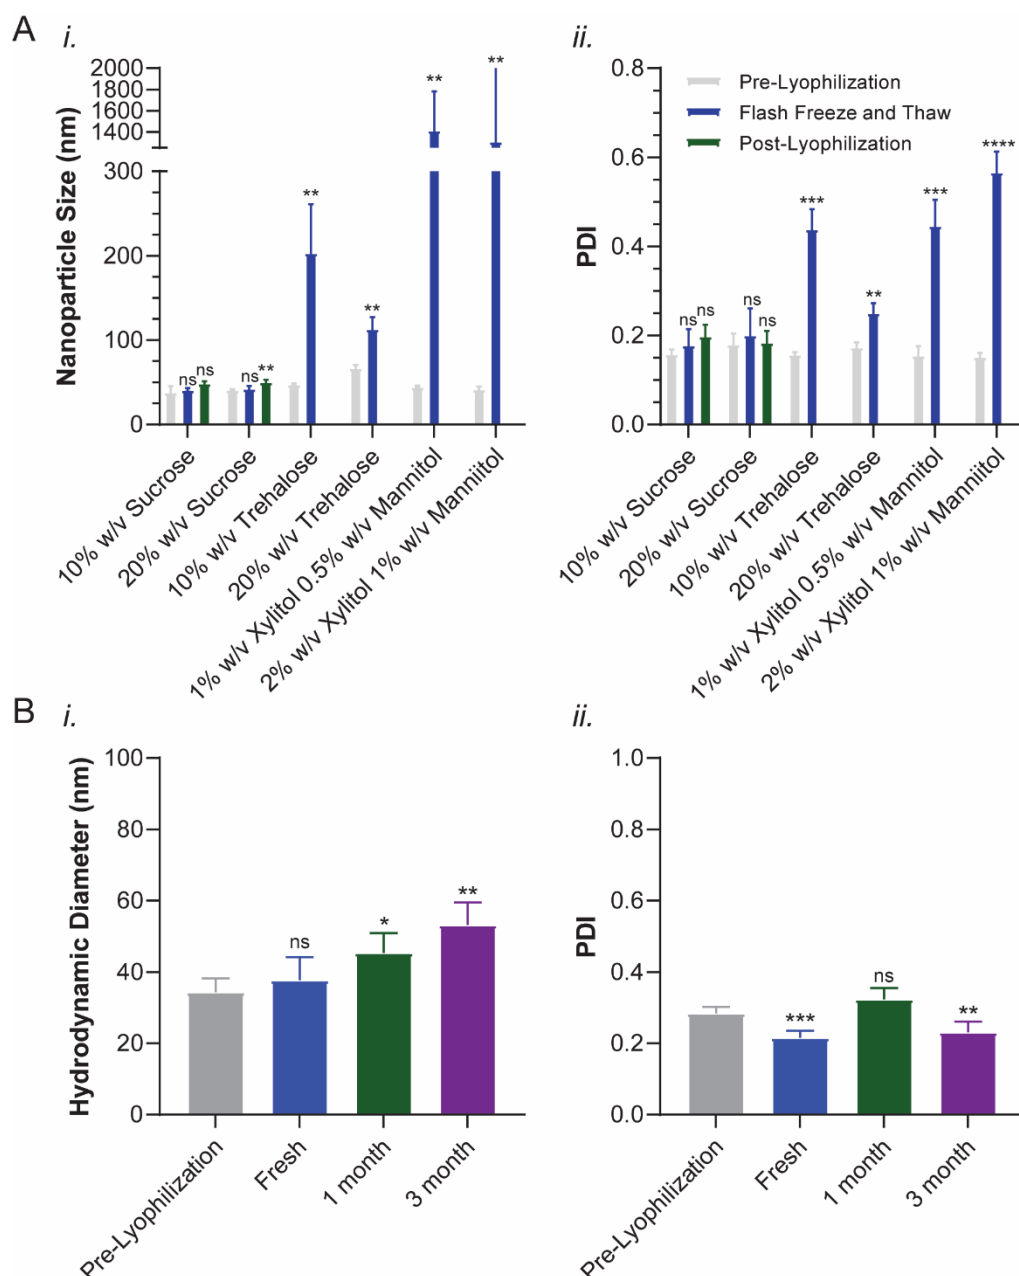 A
i.
Nanoparticle Size (nm)
2000
1800
1600
1400
300
200
100
0
ns
ns
ns
**
**
**
**
**
10% w/v Sucrose
20% w/v Sucrose
10% w/v Trehalose
20% w/v Trehalose
1% w/v Xylitol 0.5% w/v Mannitol
2% w/v Xylitol 1% w/v Manniitol
ii.
PDI
0.8
0.6
0.4
0.2
0.0
Pre-Lyophilization
Flash Freeze and Thaw
Post-Lyophilization
ns
ns
ns
ns
***
**
***
****
10% w/v Sucrose
20% w/v Sucrose
10% w/v Trehalose
20% w/v Trehalose
1% w/v Xylitol 0.5% w/v Mannitol
2% w/v Xylitol 1% w/v Manniitol
B
i.
Hydrodynamic Diameter (nm)
100
80
60
40
20
0
ns
*
**
Pre-Lyophilization
Fresh
1 month
3 month
ii.
PDI
1.0
0.8
0.6
0.4
0.2
0.0
***
ns
**
Pre-Lyophilization
Fresh
1 month
3 month